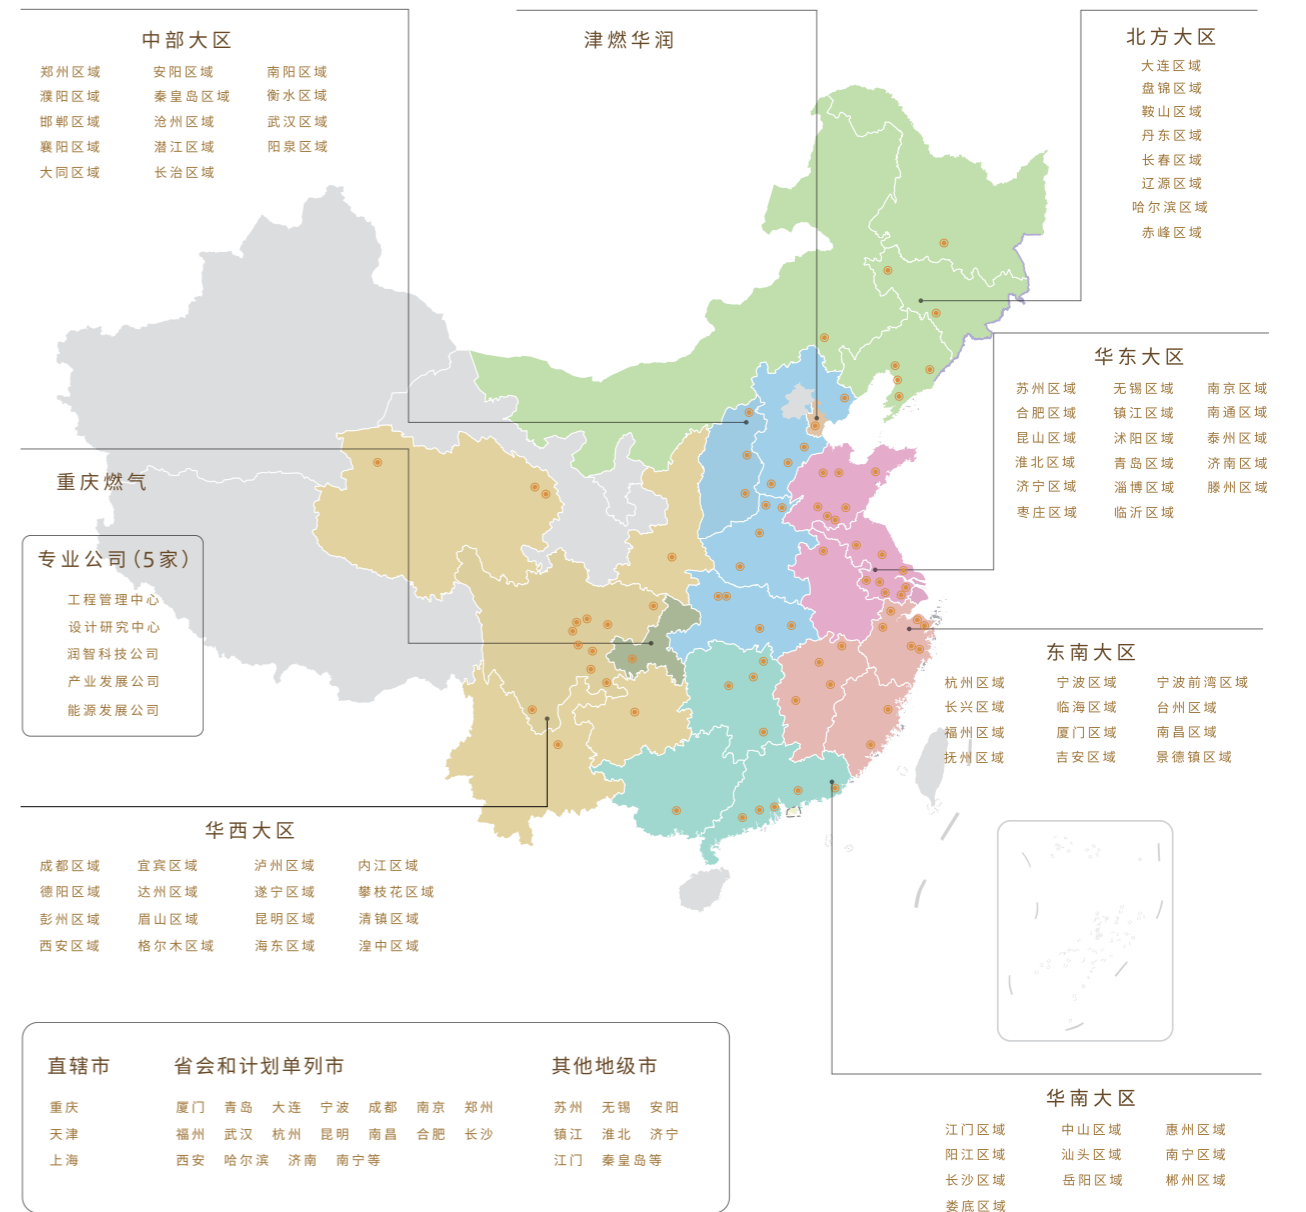 中部大区
郑州区域 安阳区域 南阳区域
濮阳区域 秦皇岛区域 衡水区域
邯郸区域 沧州区域 武汉区域
襄阳区域 潜江区域 阳泉区域
大同区域 长治区域
津燃华润
北方大区
大连区域
盘锦区域
鞍山区域
丹东区域
长春区域
辽源区域
哈尔滨区域
赤峰区域
华东大区
苏州区域 无锡区域 南京区域
合肥区域 镇江区域 南通区域
昆山区域 沭阳区域 泰州区域
淮北区域 青岛区域 济南区域
济宁区域 淄博区域 滕州区域
枣庄区域 临沂区域
重庆燃气
专业公司(5家)
工程管理中心
设计研究中心
润智科技公司
产业发展公司
能源发展公司
东南大区
杭州区域 宁波区域 宁波前湾区域
长兴区域 临海区域 台州区域
福州区域 厦门区域 南昌区域
抚州区域 吉安区域 景德镇区域
华西大区
成都区域 宜宾区域 泸州区域 内江区域
德阳区域 达州区域 遂宁区域 攀枝花区域
彭州区域 眉山区域 昆明区域 清镇区域
西安区域 格尔木区域 海东区域 湟中区域
直辖市
重庆
天津
上海
省会和计划单列市
厦门 青岛 大连 宁波 成都 南京 郑州
福州 武汉 杭州 昆明 南昌 合肥 长沙
西安 哈尔滨 济南 南宁等
其他地级市
苏州 无锡 安阳
镇江 淮北 济宁
江门 秦皇岛等
华南大区
江门区域 中山区域 惠州区域
阳江区域 汕头区域 南宁区域
长沙区域 岳阳区域 郴州区域
娄底区域